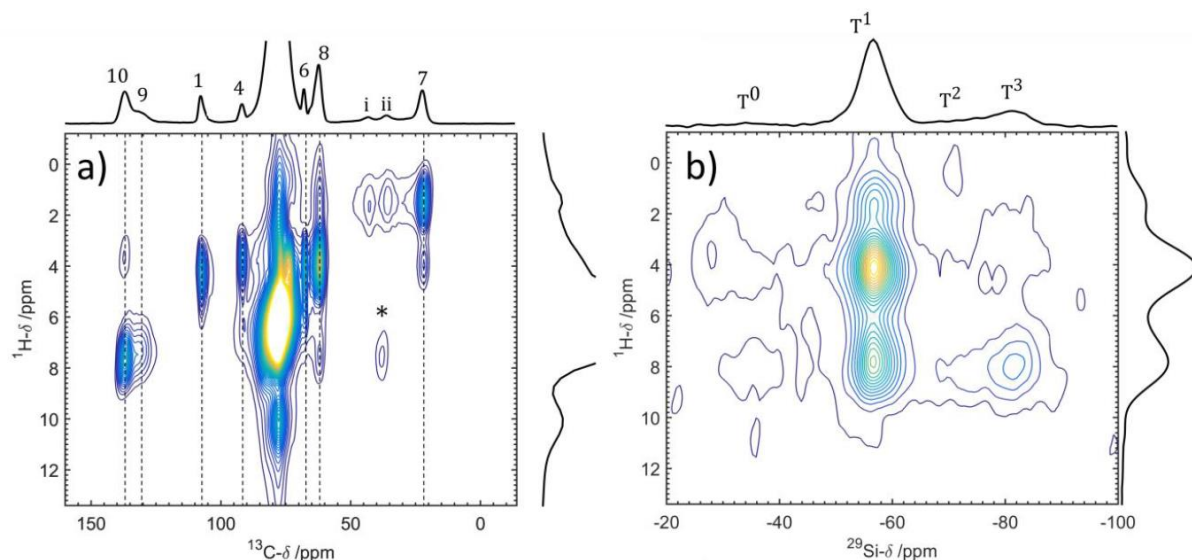 10 9 1 4 6 8 i ii 7
a)
*
0
2
4
6
8
10
12
¹H-δ /ppm
150 100 50 0
¹³C-δ /ppm
T⁰ T¹ T² T³
b)
0
2
4
6
8
10
12
¹H-δ /ppm
-20 -40 -60 -80 -100
²⁹Si-δ /ppm